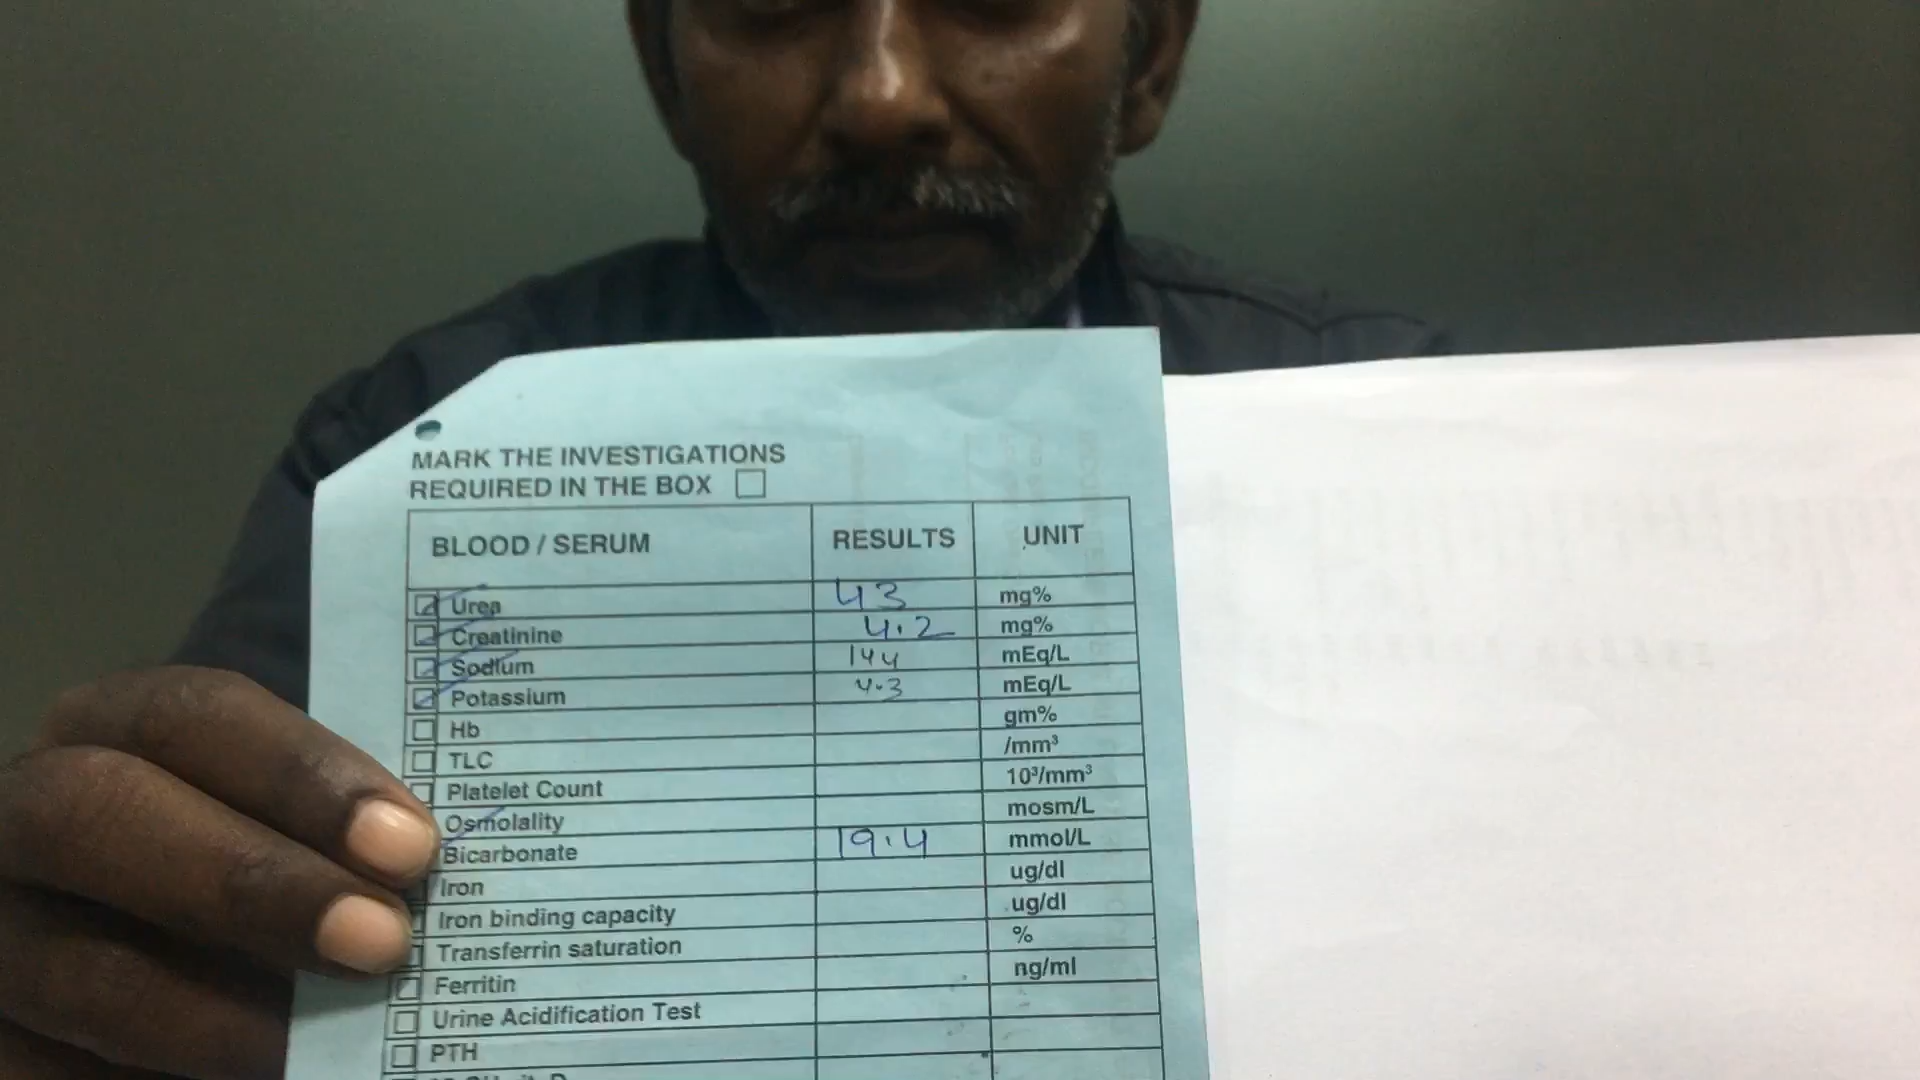 MARK THE INVESTIGATIONS
REQUIRED IN THE BOX
BLOOD / SERUM RESULTS UNIT
Urea 43 mg%
Creatinine 4.2 mg%
Sodium 144 mEq/L
Potassium 4.3 mEq/L
Hb gm%
TLC /mm³
Platelet Count 10³/mm³
Osmolality mosm/L
Bicarbonate 19.4 mmol/L
Iron ug/dl
Iron binding capacity ug/dl
Transferrin saturation %
Ferritin ng/ml
Urine Acidification Test
PTH